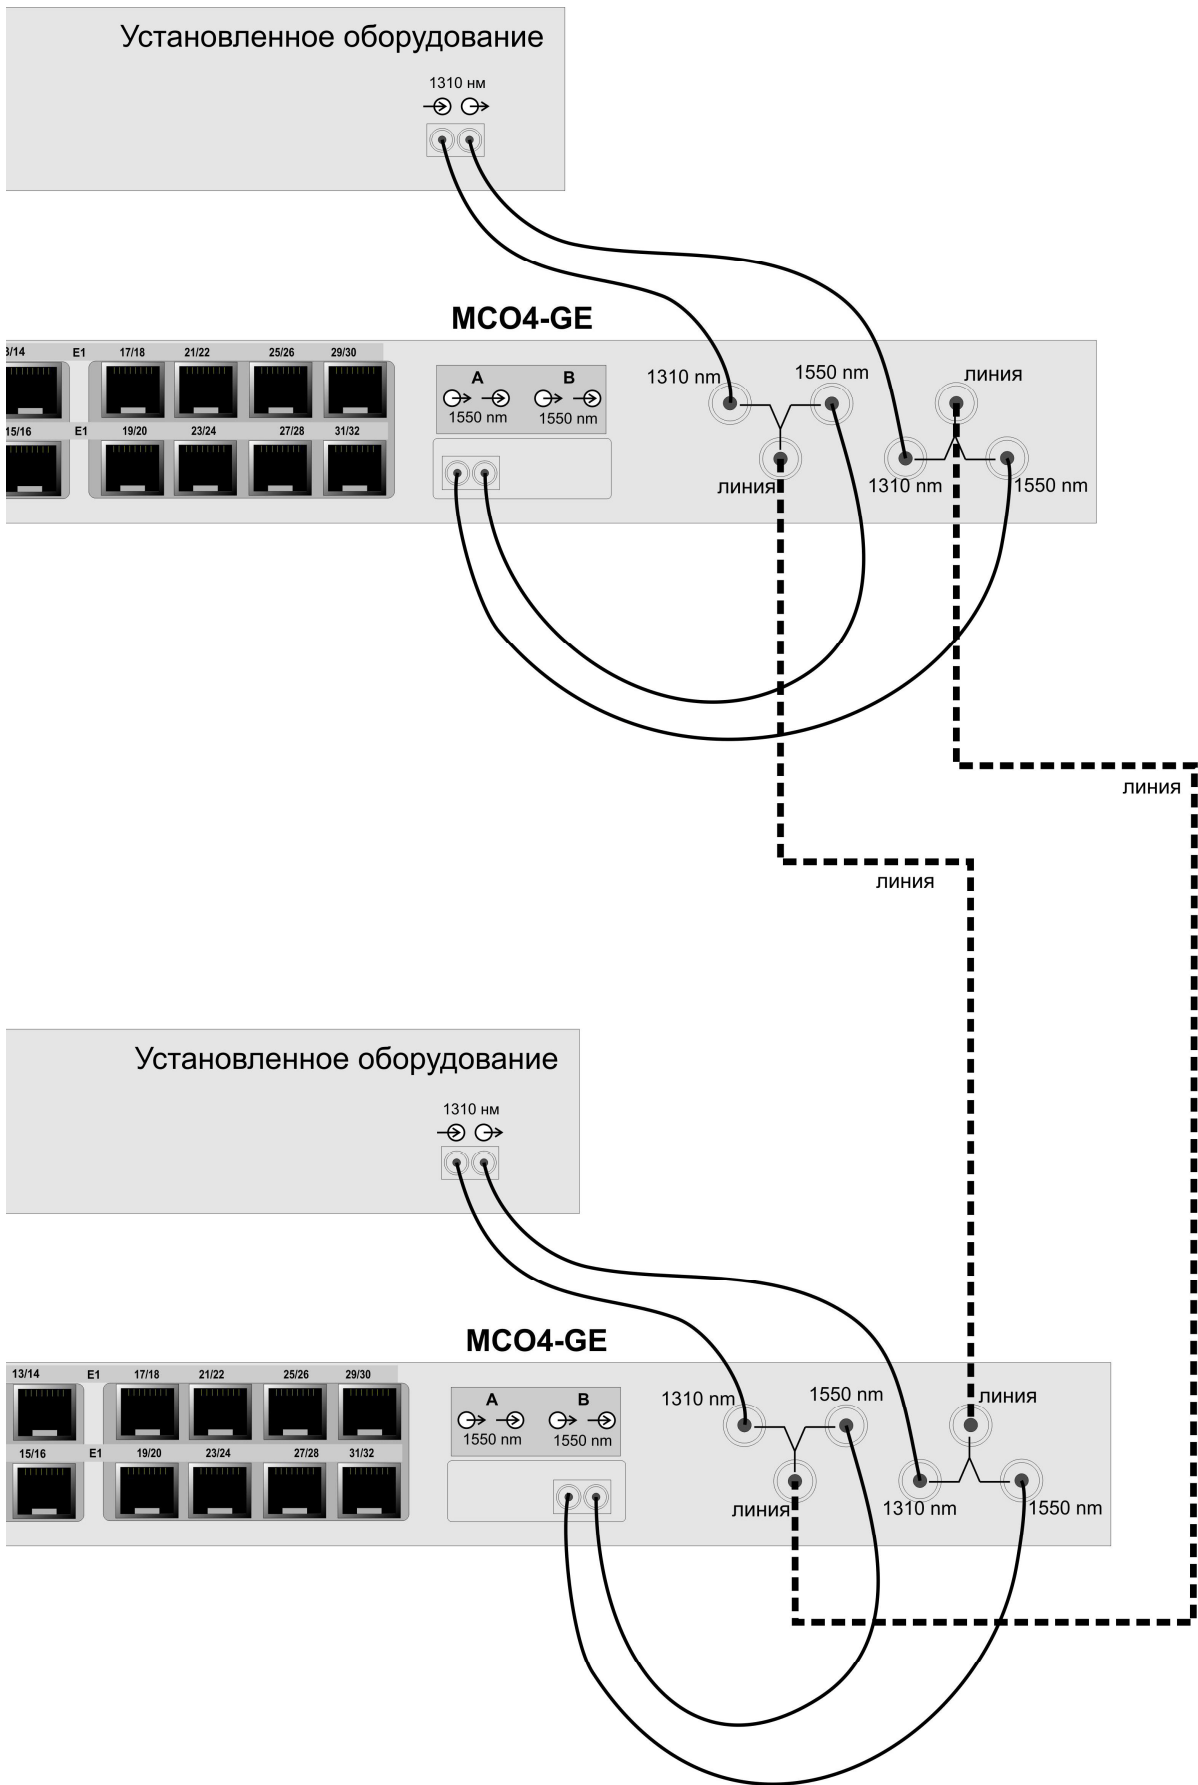 Установленное оборудование
1310 нм
MCO4-GE
3/14 E1 17/18 21/22 25/26 29/30
A B
1550 nm 1550 nm
1310 nm 1550 nm линия
15/16 E1 19/20 23/24 27/28 31/32
линия 1310 nm 1550 nm
линия
линия
Установленное оборудование
1310 нм
MCO4-GE
13/14 E1 17/18 21/22 25/26 29/30
A B
1550 nm 1550 nm
1310 nm 1550 nm линия
15/16 E1 19/20 23/24 27/28 31/32
линия 1310 nm 1550 nm